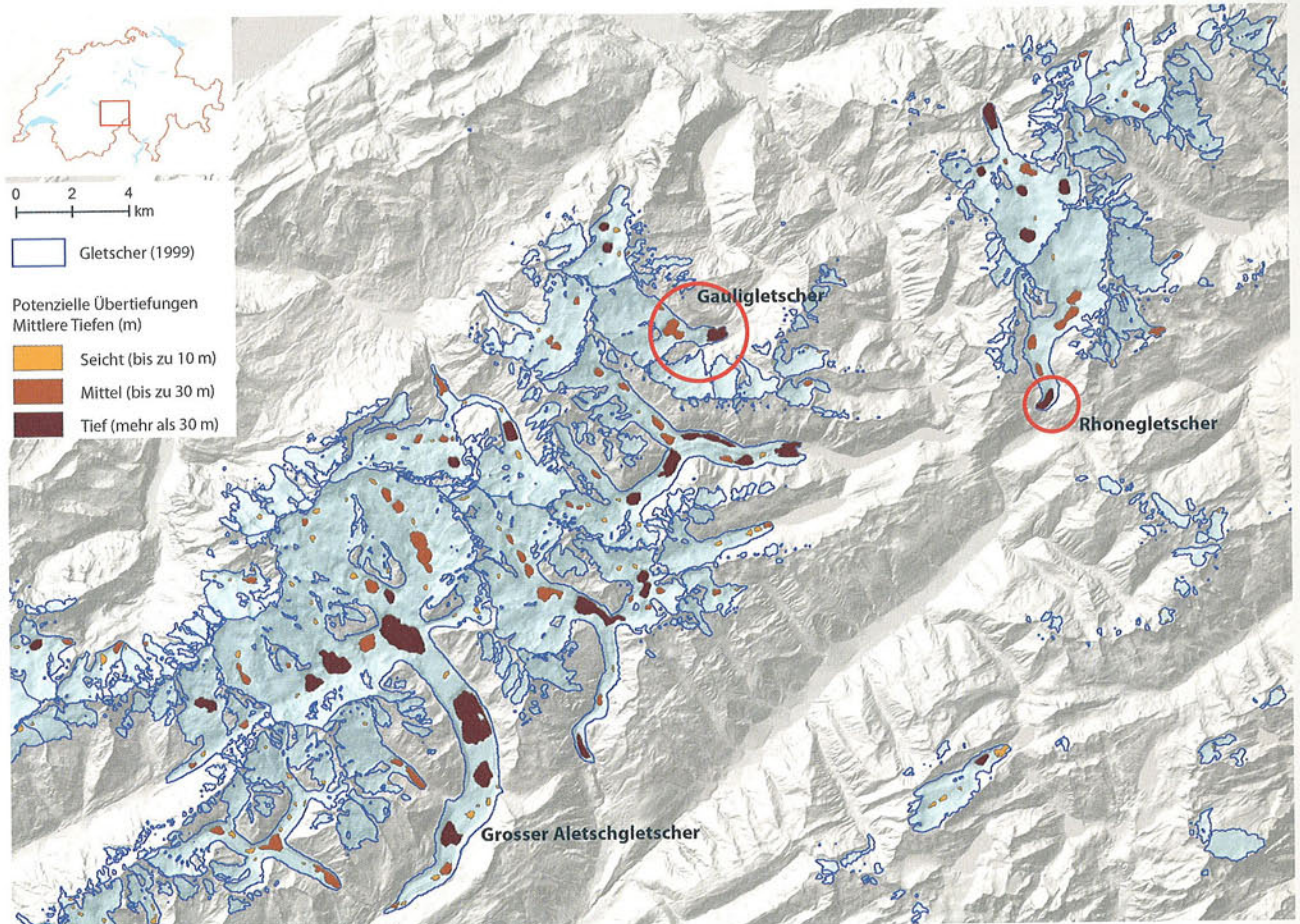 0 2 4
km
Gletscher (1999)
Potenzielle Übertiefungen
Mittlere Tiefen (m)
Seicht (bis zu 10 m)
Mittel (bis zu 30 m)
Tief (mehr als 30 m)
Gauligletscher
Rhonegletscher
Grosser Aletschgletscher